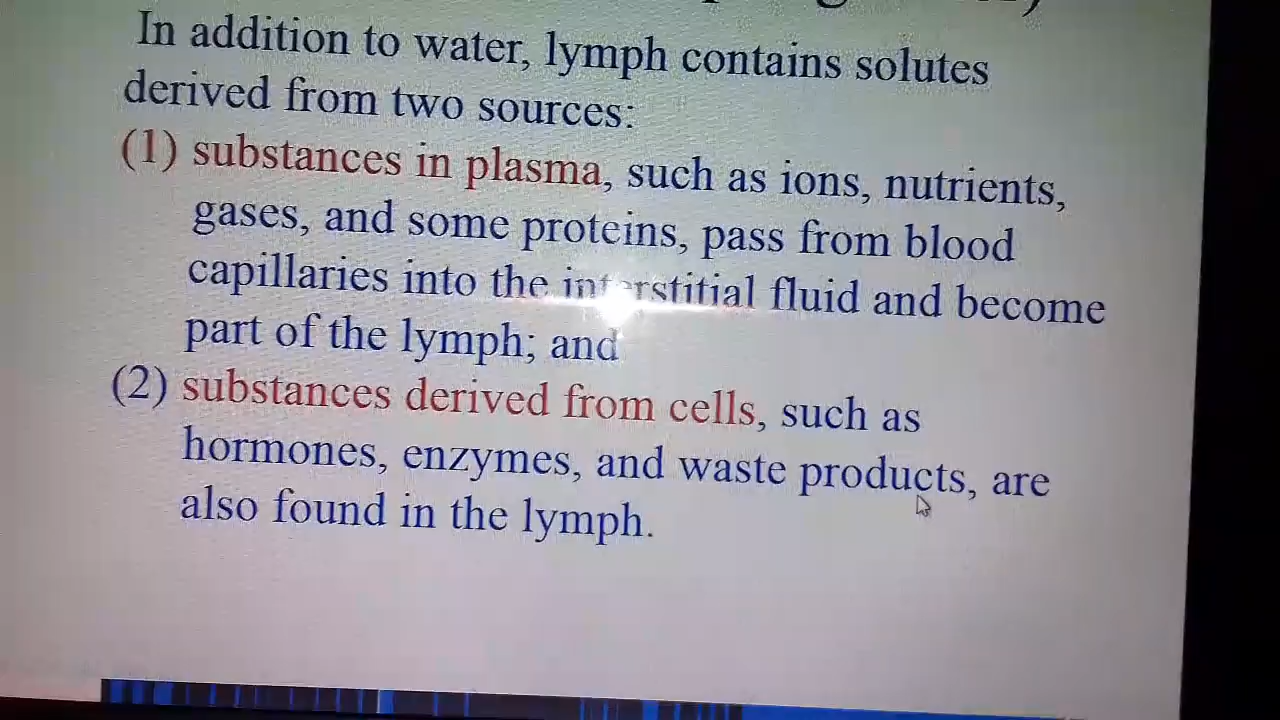 In addition to water, lymph contains solutes
derived from two sources:
(1) substances in plasma, such as ions, nutrients,
gases, and some proteins, pass from blood
capillaries into the interstitial fluid and become
part of the lymph; and
(2) substances derived from cells, such as
hormones, enzymes, and waste products, are
also found in the lymph.